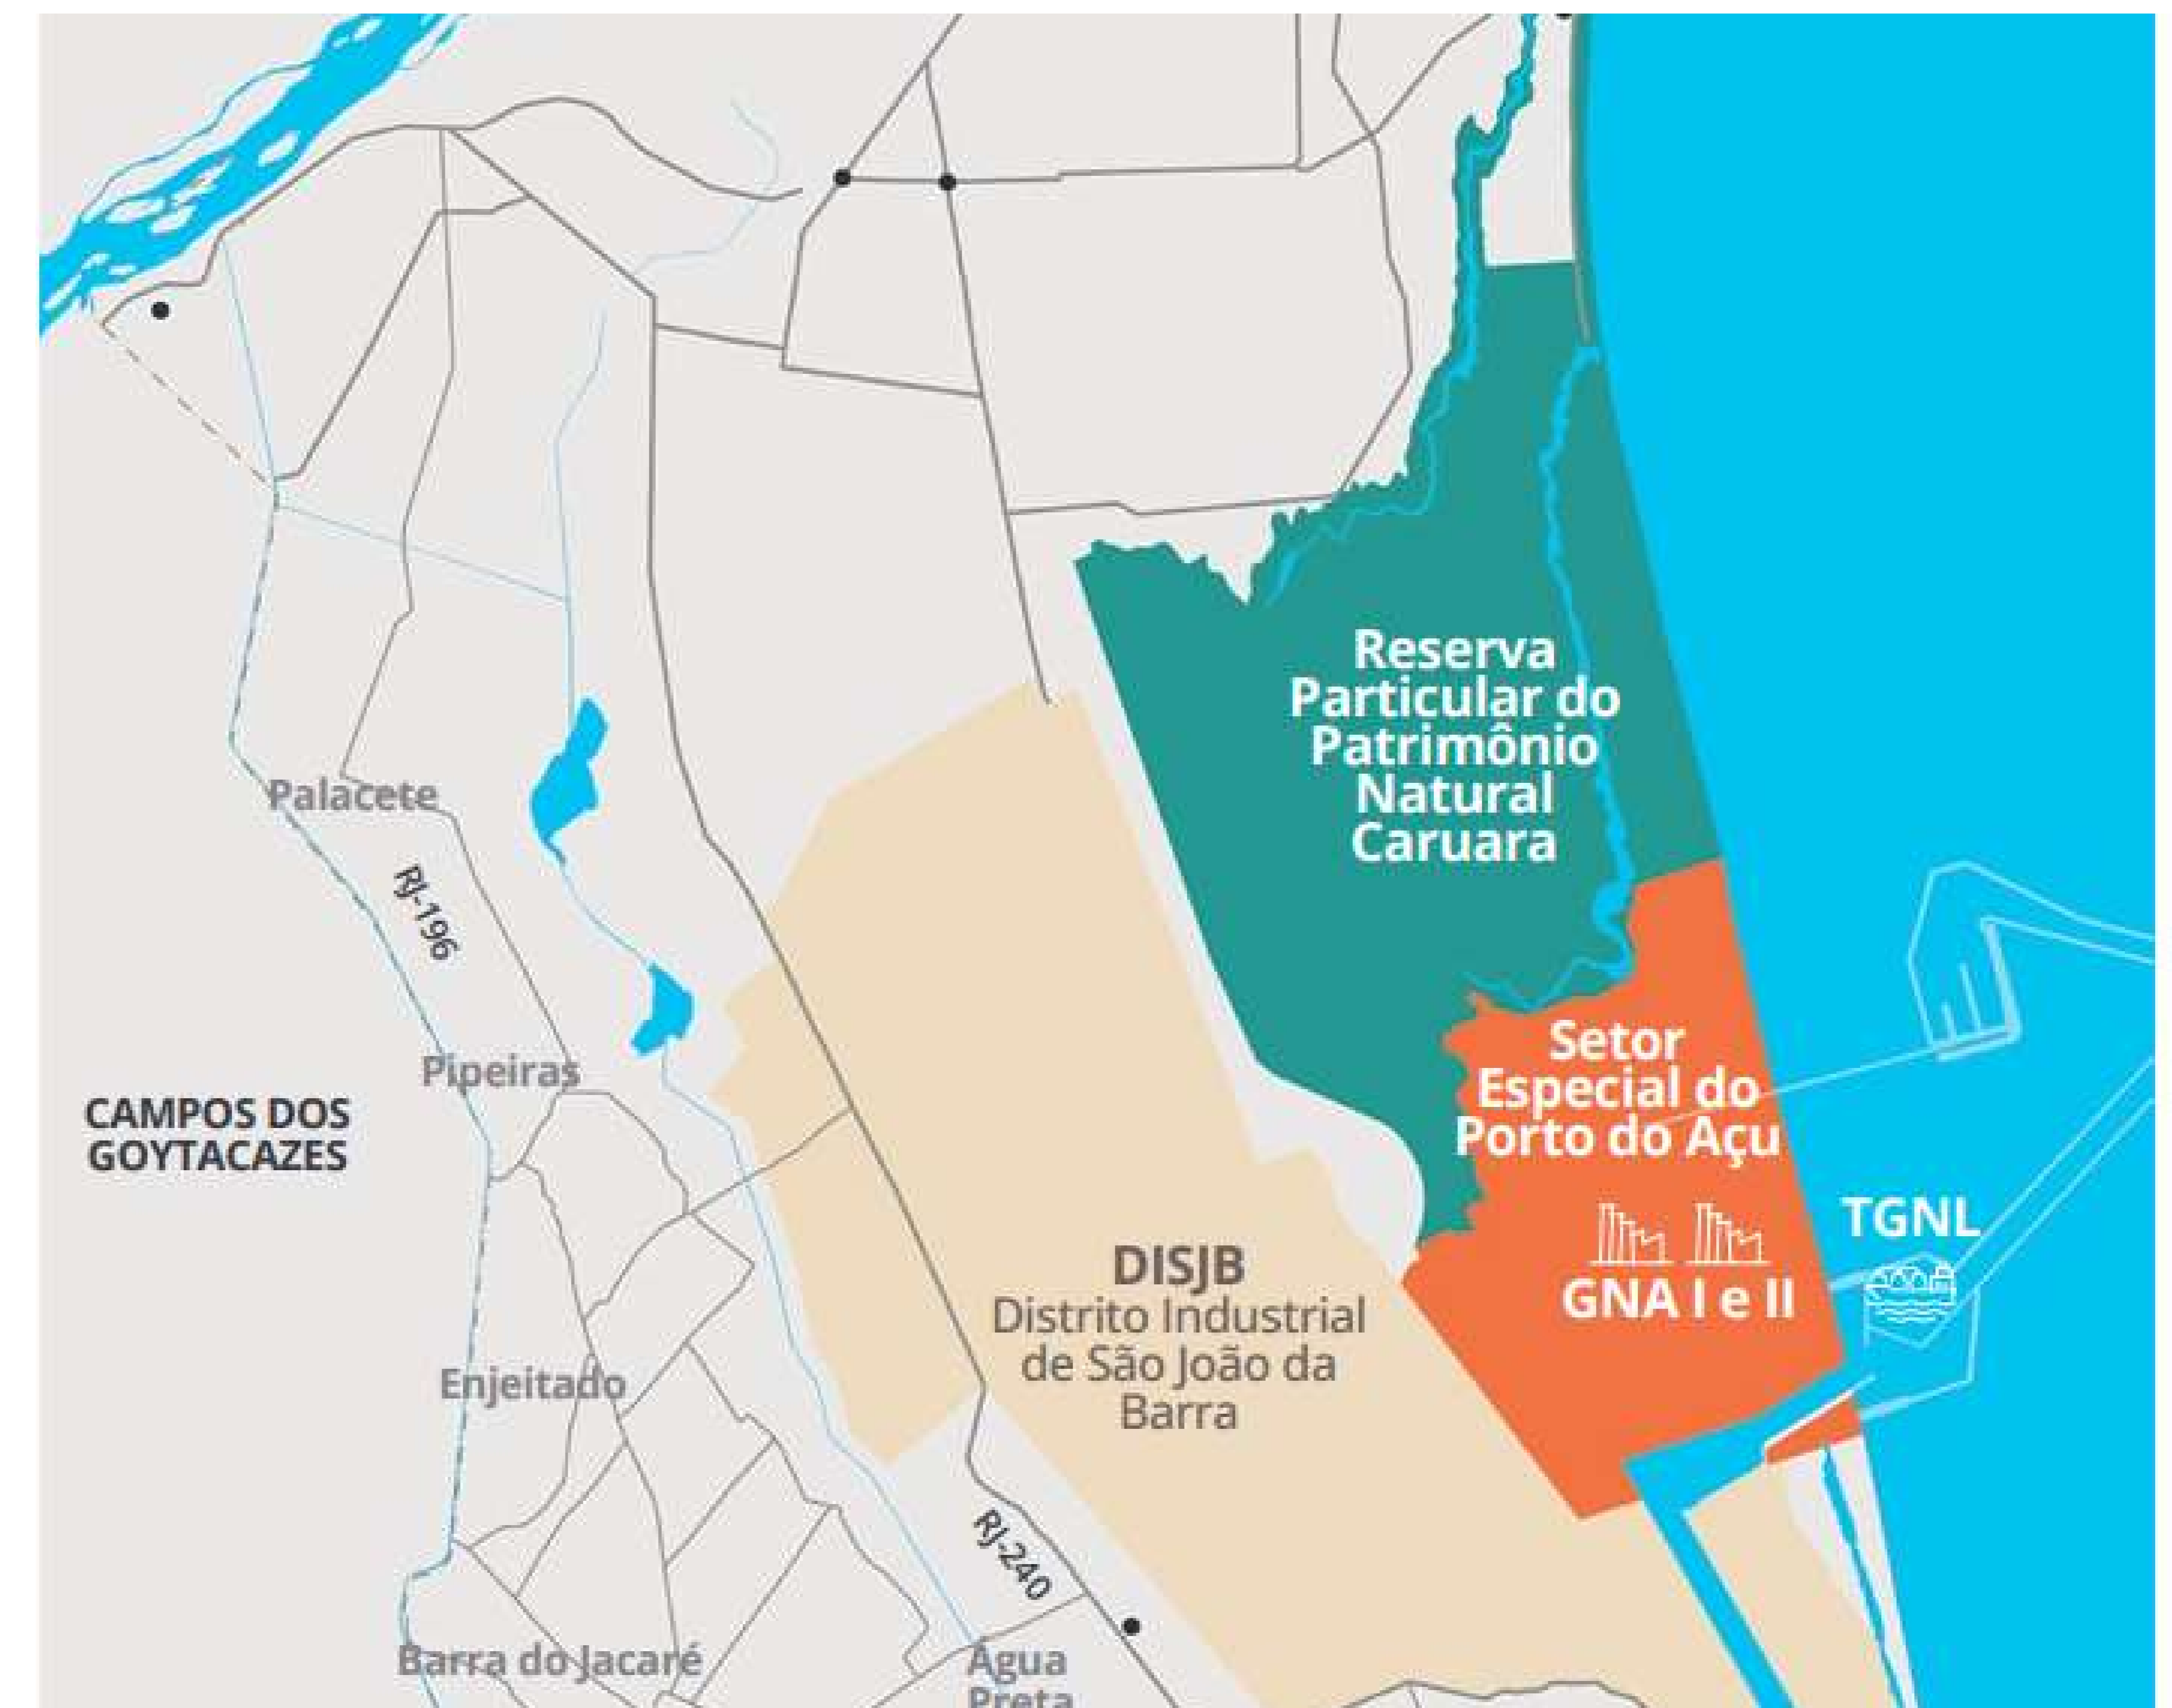 Reserva
Particular do
Patrimônio
Natural
Caruara
Palacete
RJ-196
Setor
Especial do
Porto do Açu
Pipeiras
CAMPOS DOS
GOYTACAZES
TGNL
GNA I e II
DISJB
Distrito Industrial
de São João da
Barra
Enjeitado
RJ-240
Barra do Jacaré
Água
Preta